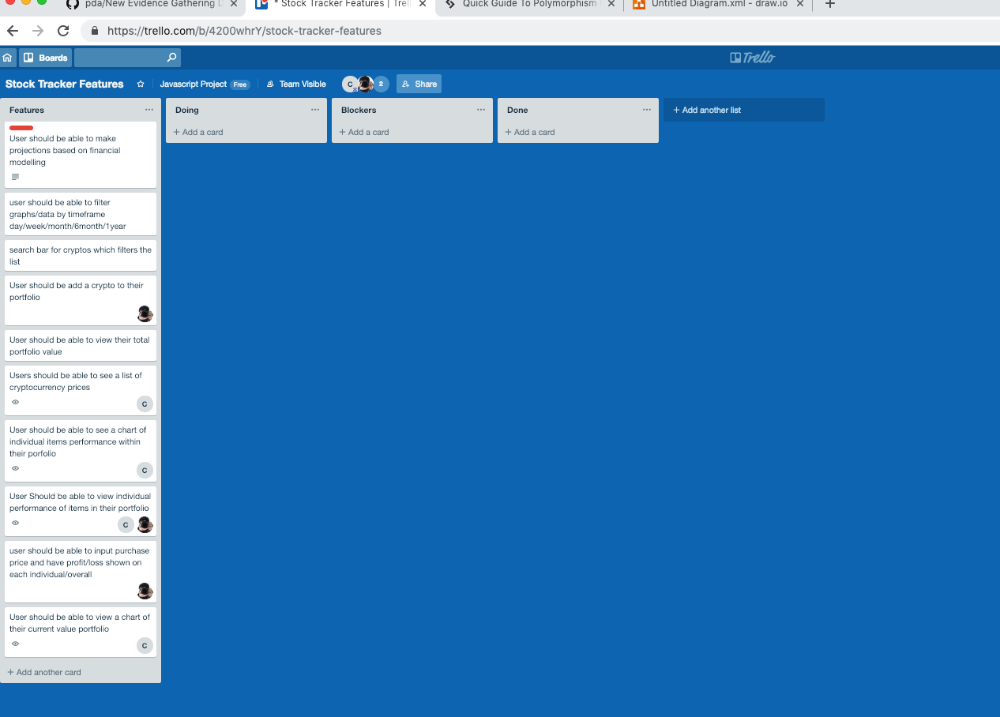 pda/New Evidence Gathering D
* Stock Tracker Features | Trell
Quick Guide To Polymorphism
Untitled Diagram.xml - draw.io
https://trello.com/b/4200whrY/stock-tracker-features
Boards
Trello
Stock Tracker Features
Javascript Project Free
Team Visible
C
2
Share
Features
User should be able to make
projections based on financial
modelling
user should be able to filter
graphs/data by timeframe
day/week/month/6month/1year
search bar for cryptos which filters the
list
User should be add a crypto to their
portfolio
User should be able to view their total
portfolio value
Users should be able to see a list of
cryptocurrency prices
C
User should be able to see a chart of
individual items performance within
their porfolio
C
User Should be able to view individual
performance of items in their portfolio
C
user should be able to input purchase
price and have profit/loss shown on
each individual/overall
User should be able to view a chart of
their current value portfolio
C
+ Add another card
Doing
+ Add a card
Blockers
+ Add a card
Done
+ Add a card
+ Add another list